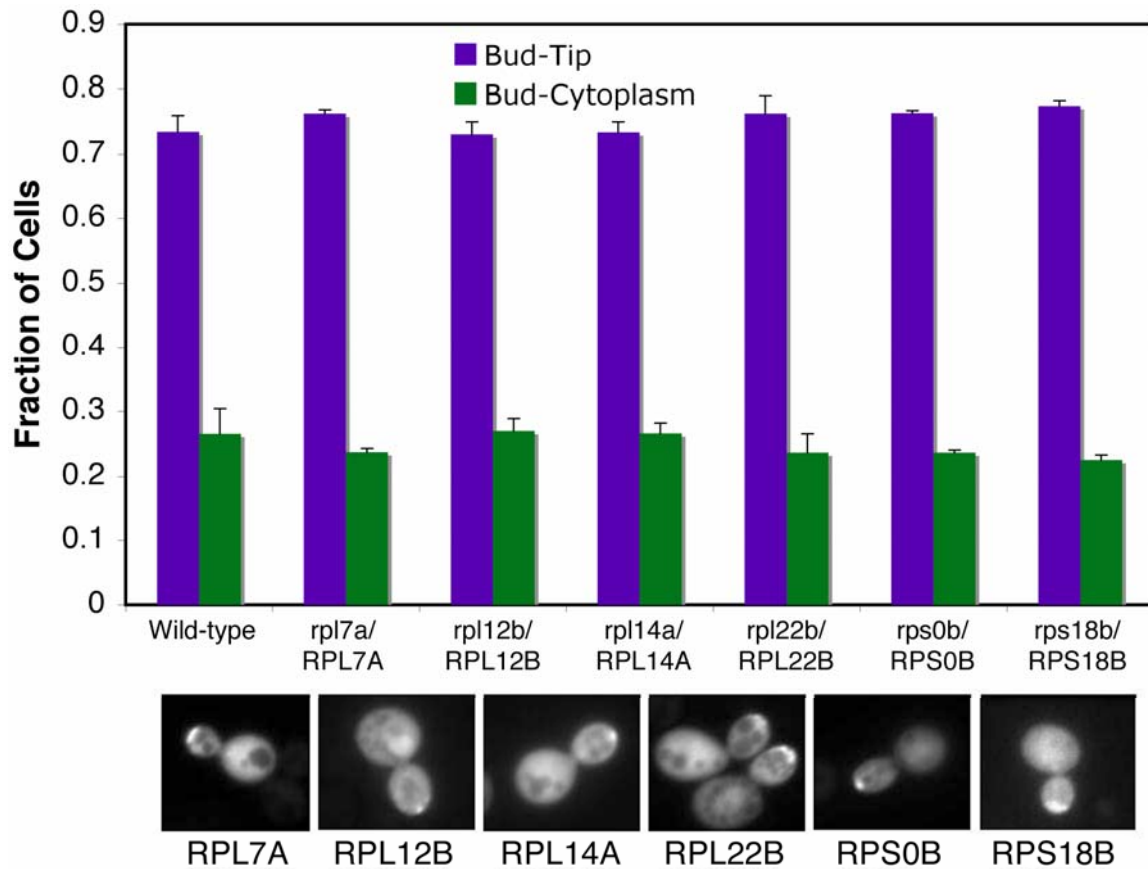 Fraction of Cells
0.9
0.8
0.7
0.6
0.5
0.4
0.3
0.2
0.1
0
Bud-Tip
Bud-Cytoplasm
Wild-type
rpl7a/
RPL7A
rpl12b/
RPL12B
rpl14a/
RPL14A
rpl22b/
RPL22B
rps0b/
RPS0B
rps18b/
RPS18B
RPL7A
RPL12B
RPL14A
RPL22B
RPS0B
RPS18B